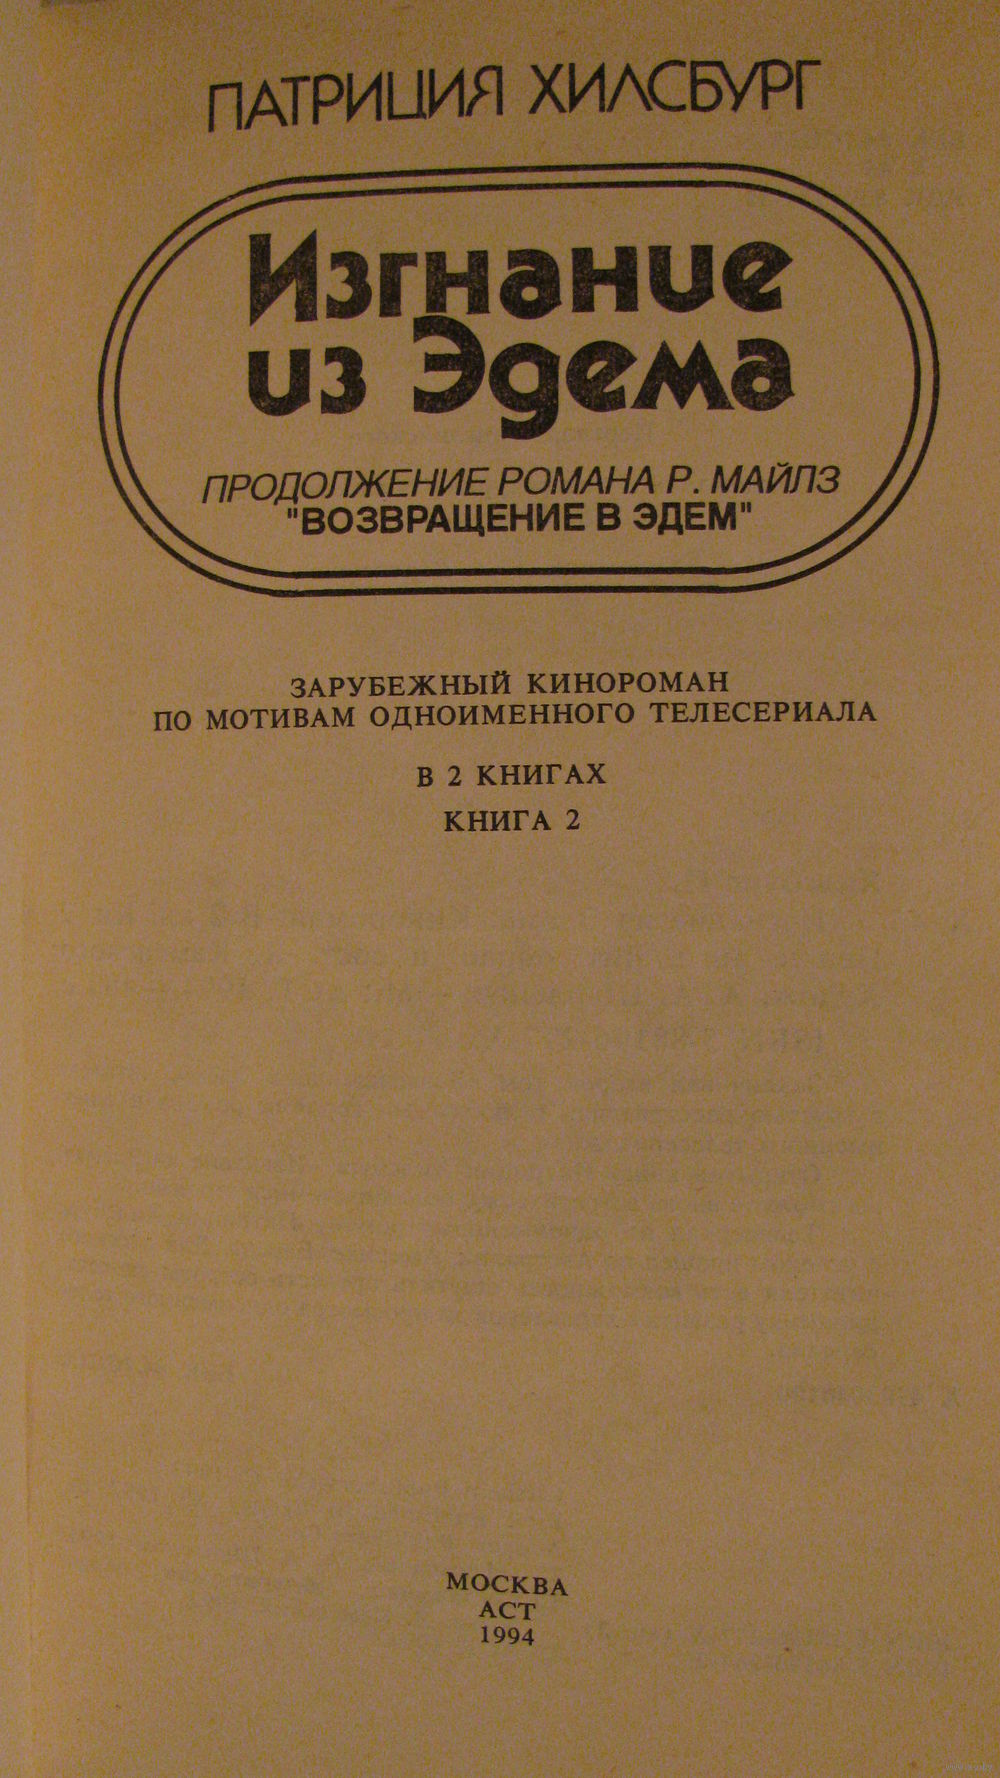 ПАТРИЦИЯ ХИЛСБУРГ
Изгнание
из Эдема
ПРОДОЛЖЕНИЕ РОМАНА Р. МАЙЛЗ
"ВОЗВРАЩЕНИЕ В ЭДЕМ"
ЗАРУБЕЖНЫЙ КИНОРОМАН
ПО МОТИВАМ ОДНОИМЕННОГО ТЕЛЕСЕРИАЛА
В 2 КНИГАХ
КНИГА 2
МОСКВА
АСТ
1994